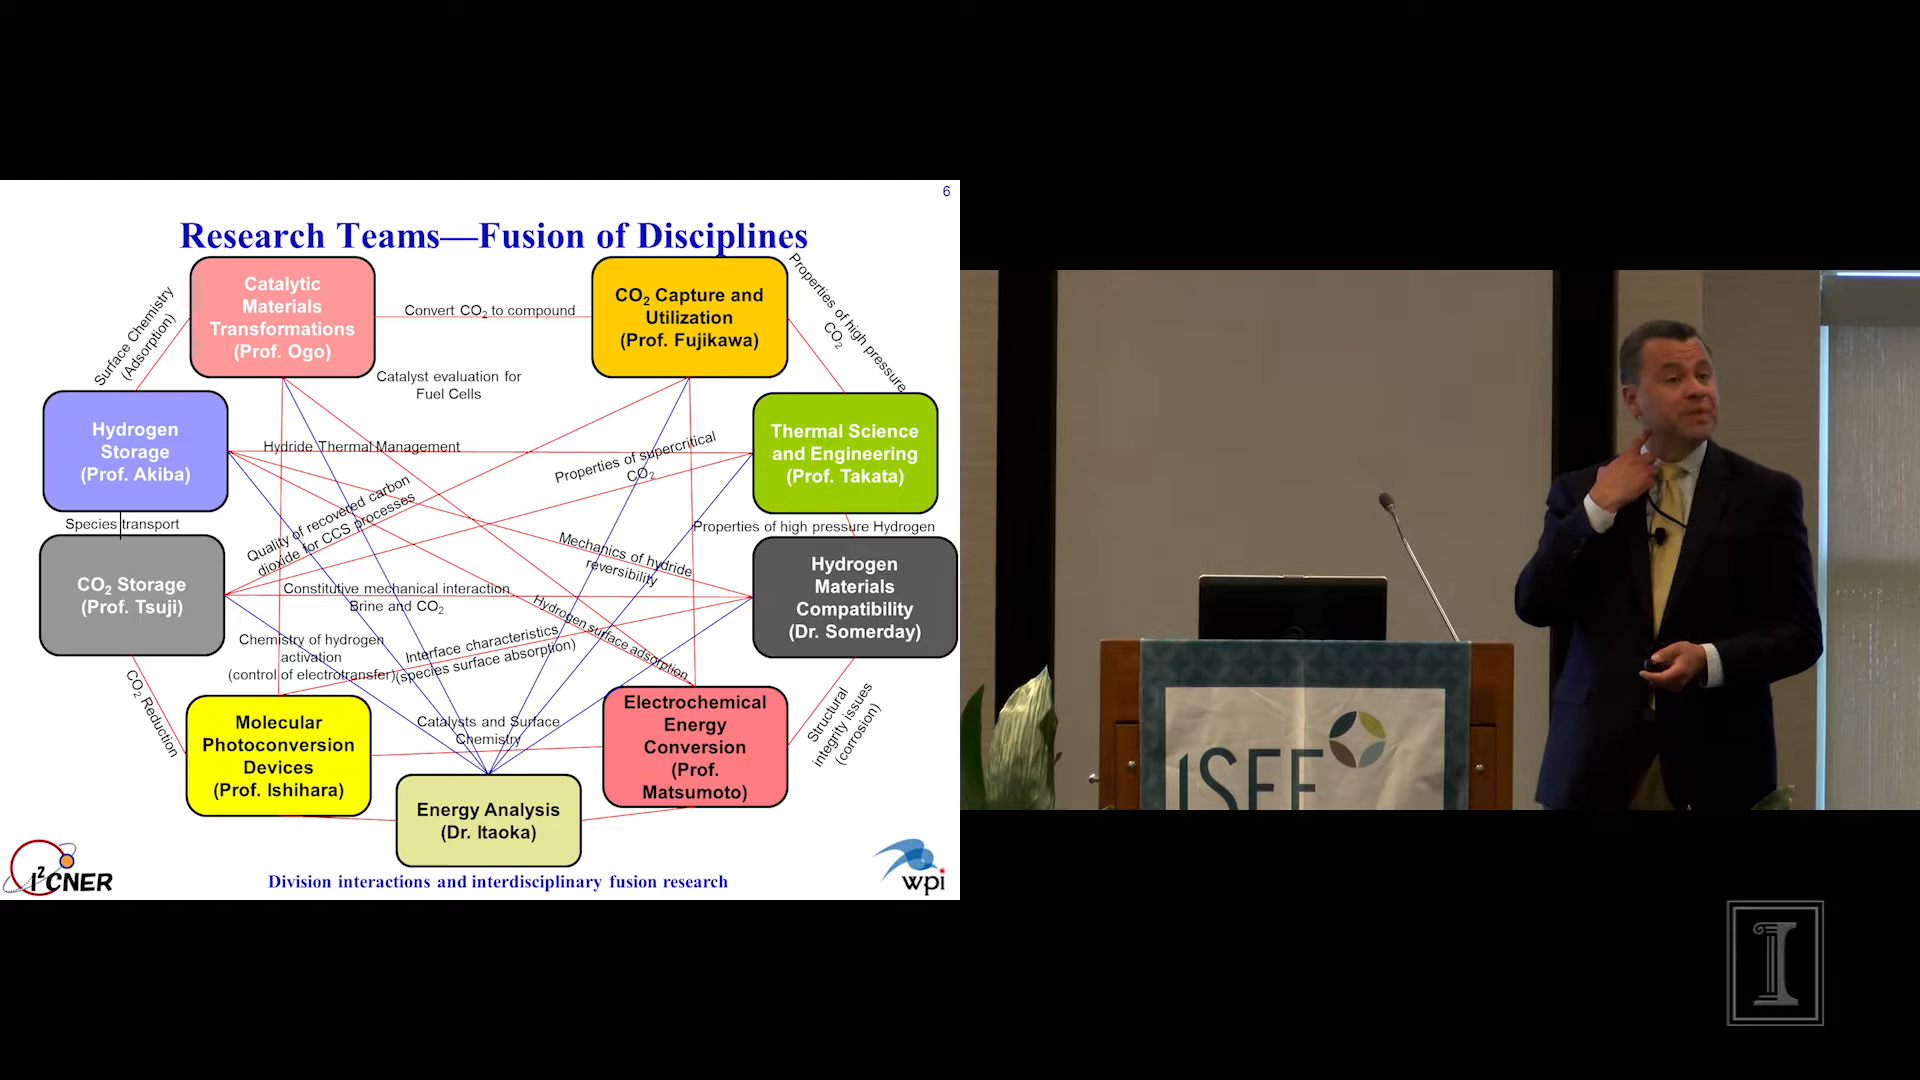 6
Research Teams—Fusion of Disciplines
Catalytic
Materials
Transformations
(Prof. Ogo)
Convert CO2 to compound
CO2 Capture and
Utilization
(Prof. Fujikawa)
Properties of high pressure
CO2
Surface Chemistry
(Adsorption)
Catalyst evaluation for
Fuel Cells
Hydrogen
Storage
(Prof. Akiba)
Hydride Thermal Management
Properties of supercritical
CO2
Thermal Science
and Engineering
(Prof. Takata)
Species transport
Quality of recovered carbon
dioxide for CCS processes
Properties of high pressure Hydrogen
Mechanics of hydride
reversibility
CO2 Storage
(Prof. Tsuji)
Constitutive mechanical interaction
Brine and CO2
Hydrogen surface adsorption
Hydrogen
Materials
Compatibility
(Dr. Somerday)
Chemistry of hydrogen
activation
(control of electrotransfer)
Interface characteristics
(species surface absorption)
CO2 Reduction
Molecular
Photoconversion
Devices
(Prof. Ishihara)
Catalysts and Surface
Chemistry
Electrochemical
Energy
Conversion
(Prof.
Matsumoto)
Structural
integrity issues
(corrosion)
Energy Analysis
(Dr. Itaoka)
I2CNER
Division interactions and interdisciplinary fusion research
wpi
ISEE
I